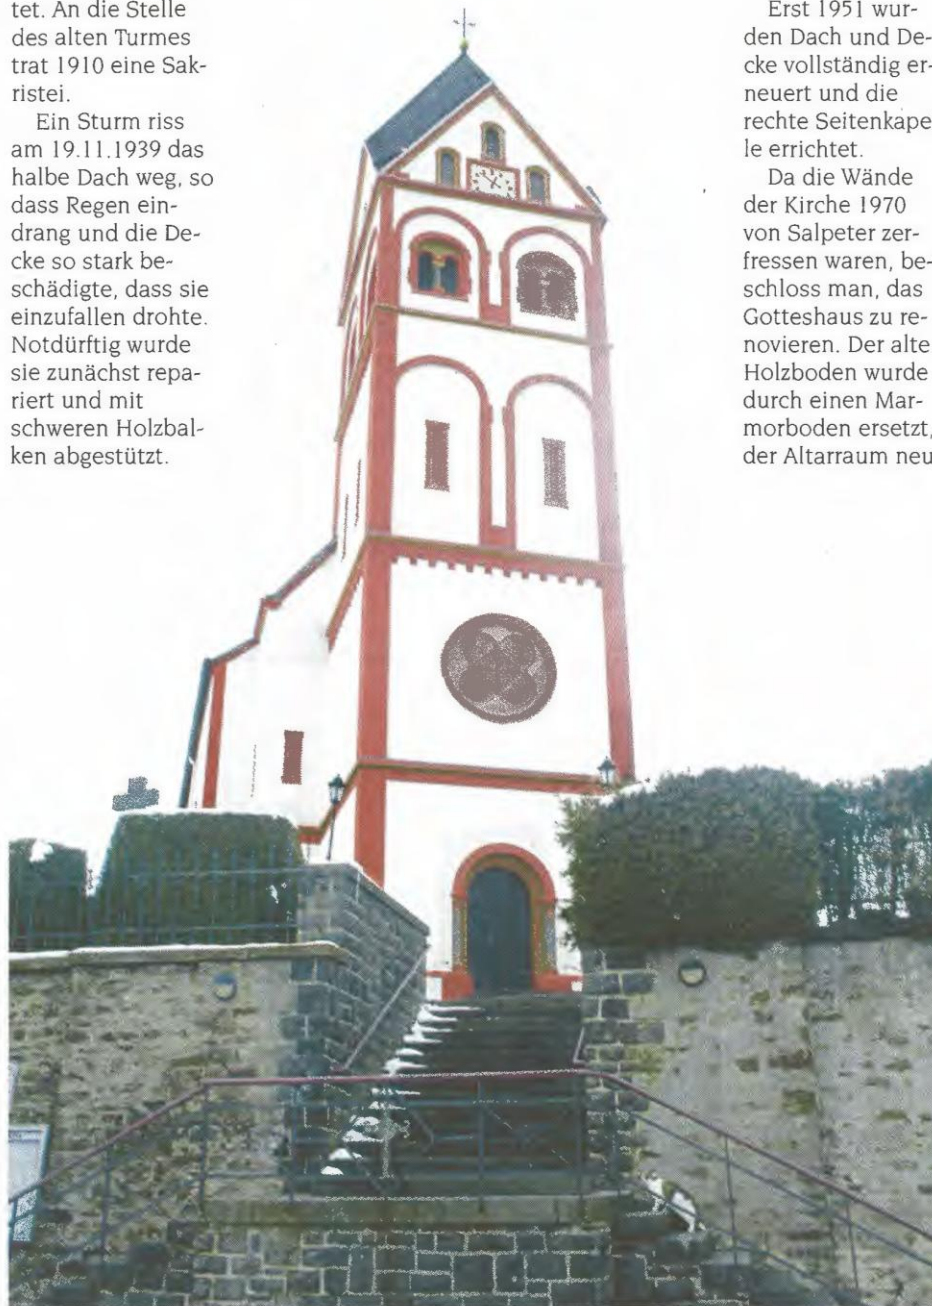 tet. An die Stelle
des alten Turmes
trat 1910 eine Sak-
ristei.
Ein Sturm riss
am 19.11.1939 das
halbe Dach weg, so
dass Regen ein-
drang und die De-
cke so stark be-
schädigte, dass sie
einzufallen drohte.
Notdürftig wurde
sie zunächst repa-
riert und mit
schweren Holzbal-
ken abgestützt.
Erst 1951 wur-
den Dach und De-
cke vollständig er-
neuert und die
rechte Seitenkapel
le errichtet.
Da die Wände
der Kirche 1970
von Salpeter zer-
fressen waren, be-
schloss man, das
Gotteshaus zu re-
novieren. Der alte
Holzboden wurde
durch einen Mar-
morboden ersetzt,
der Altarraum neu